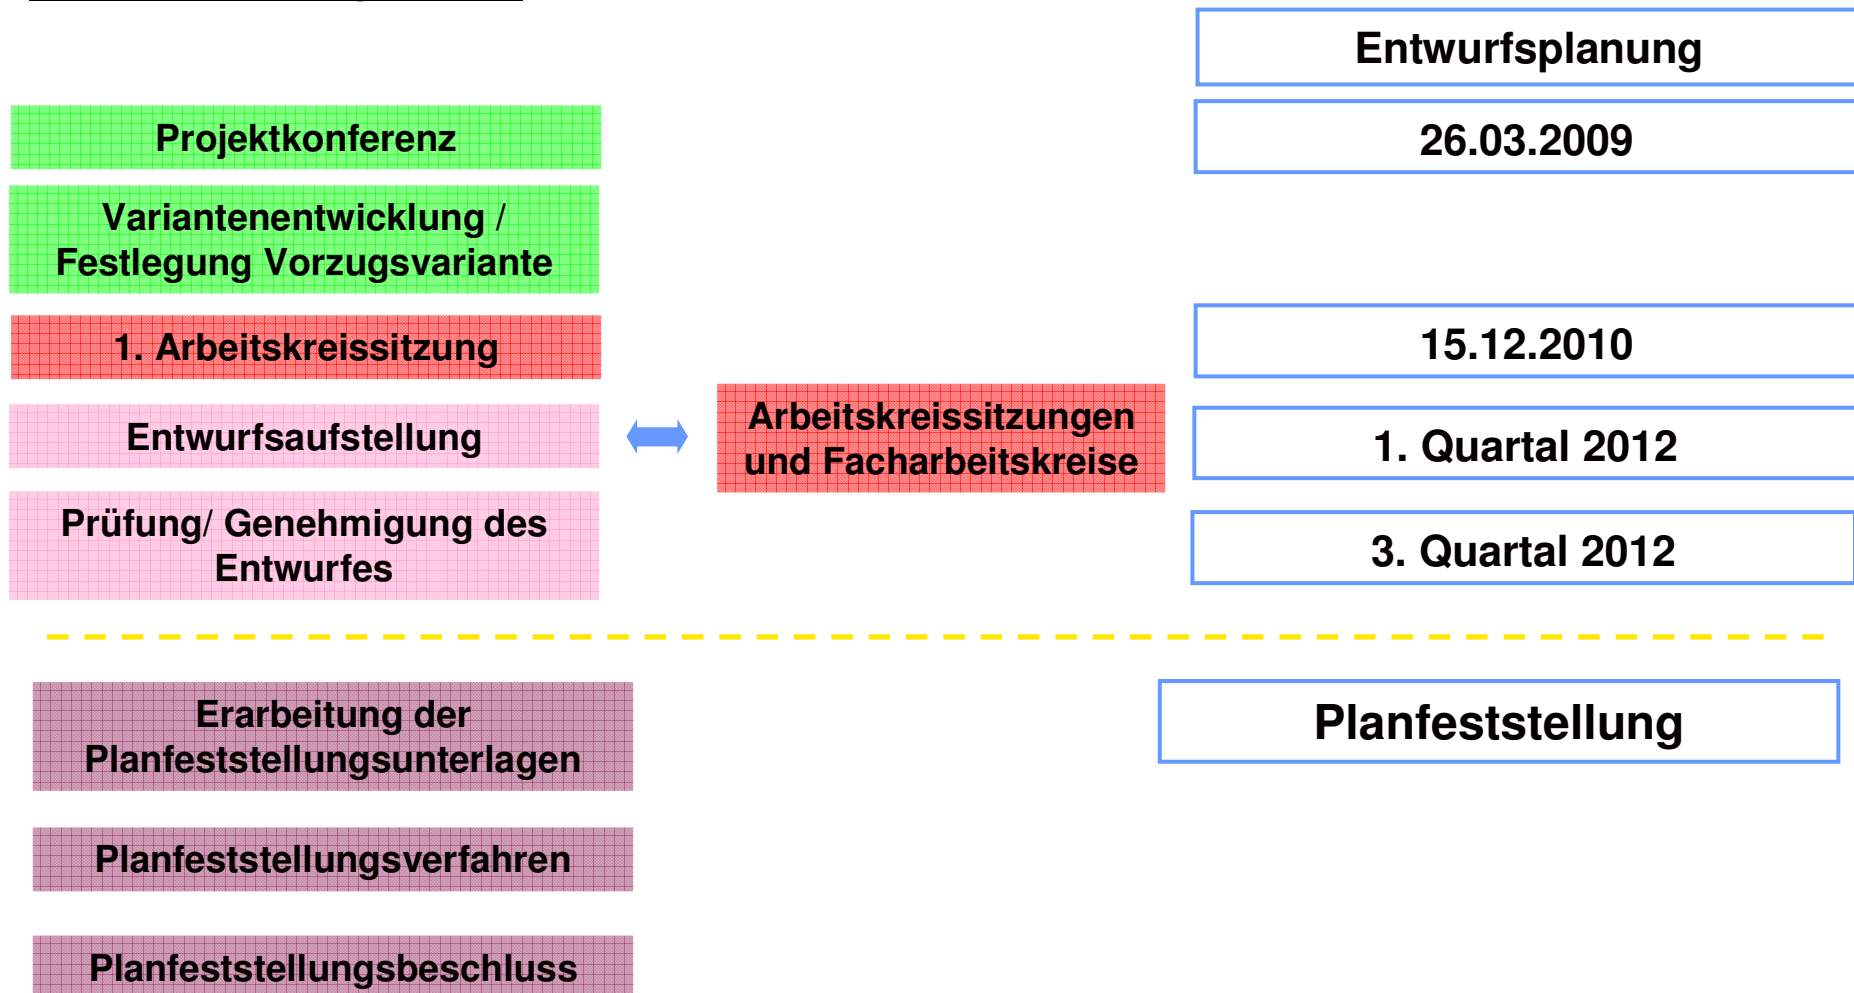 Entwurfsplanung
Projektkonferenz
26.03.2009
Variantenentwicklung /
Festlegung Vorzugsvariante
1. Arbeitskreissitzung
15.12.2010
Entwurfsaufstellung
Arbeitskreissitzungen
und Facharbeitskreise
1. Quartal 2012
Prüfung/ Genehmigung des
Entwurfes
3. Quartal 2012
Erarbeitung der
Planfeststellungsunterlagen
Planfeststellung
Planfeststellungsverfahren
Planfeststellungsbeschluss